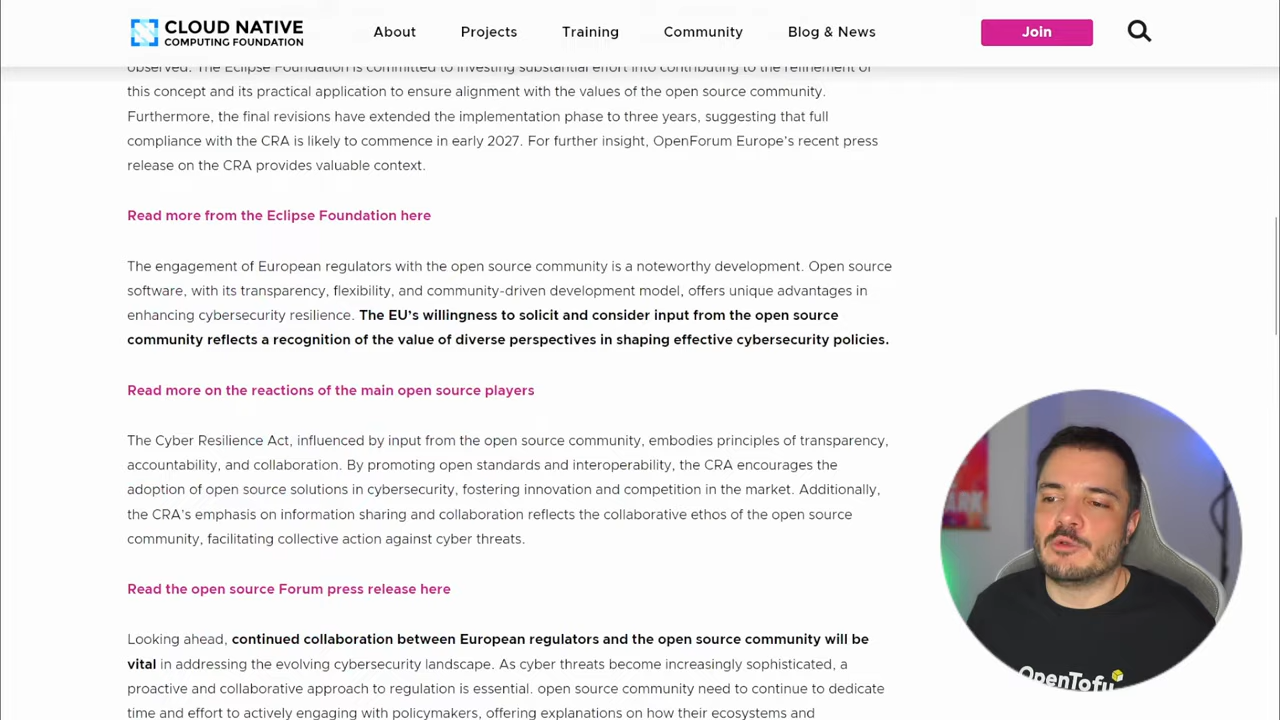 CLOUD NATIVE
COMPUTING FOUNDATION
About
Projects
Training
Community
Blog & News
Join
observed. The Eclipse Foundation is committed to investing substantial effort into contributing to the refinement of
this concept and its practical application to ensure alignment with the values of the open source community.
Furthermore, the final revisions have extended the implementation phase to three years, suggesting that full
compliance with the CRA is likely to commence in early 2027. For further insight, OpenForum Europe's recent press
release on the CRA provides valuable context.
Read more from the Eclipse Foundation here
The engagement of European regulators with the open source community is a noteworthy development. Open source
software, with its transparency, flexibility, and community-driven development model, offers unique advantages in
enhancing cybersecurity resilience. The EU's willingness to solicit and consider input from the open source
community reflects a recognition of the value of diverse perspectives in shaping effective cybersecurity policies.
Read more on the reactions of the main open source players
The Cyber Resilience Act, influenced by input from the open source community, embodies principles of transparency,
accountability, and collaboration. By promoting open standards and interoperability, the CRA encourages the
adoption of open source solutions in cybersecurity, fostering innovation and competition in the market. Additionally,
the CRA's emphasis on information sharing and collaboration reflects the collaborative ethos of the open source
community, facilitating collective action against cyber threats.
Read the open source Forum press release here
Looking ahead, continued collaboration between European regulators and the open source community will be
vital in addressing the evolving cybersecurity landscape. As cyber threats become increasingly sophisticated, a
proactive and collaborative approach to regulation is essential. open source community need to continue to dedicate
time and effort to actively engaging with policymakers, offering explanations on how their ecosystems and
OpenTofu